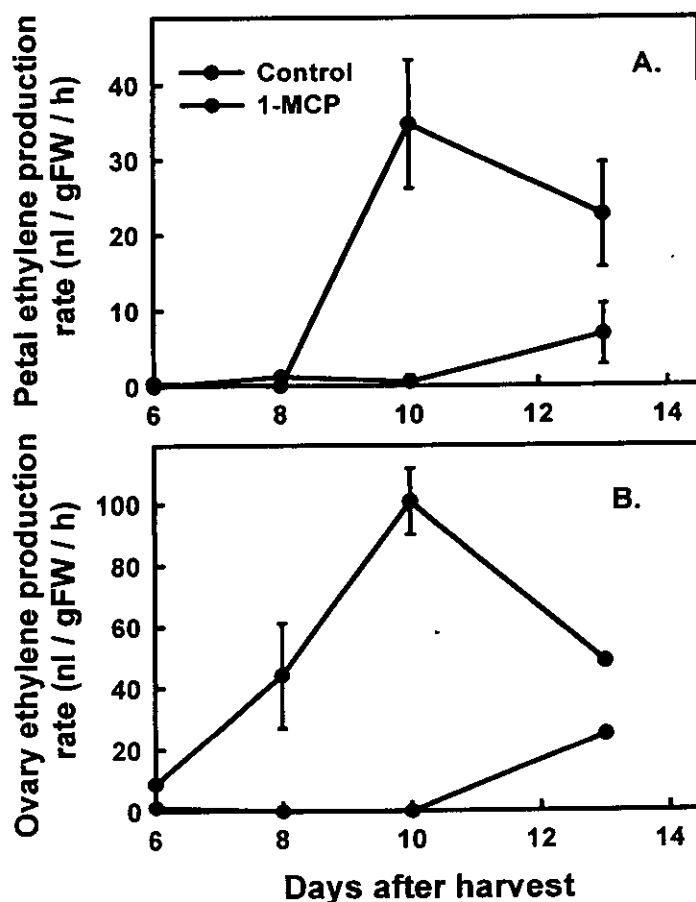 Petal ethylene production
rate (nl / gFW / h)
40
30
20
10
0
Control
1-MCP
A.
6
8
10
12
14
Ovary ethylene production
rate (nl / gFW / h)
100
80
60
40
20
0
B.
6
8
10
12
14
Days after harvest